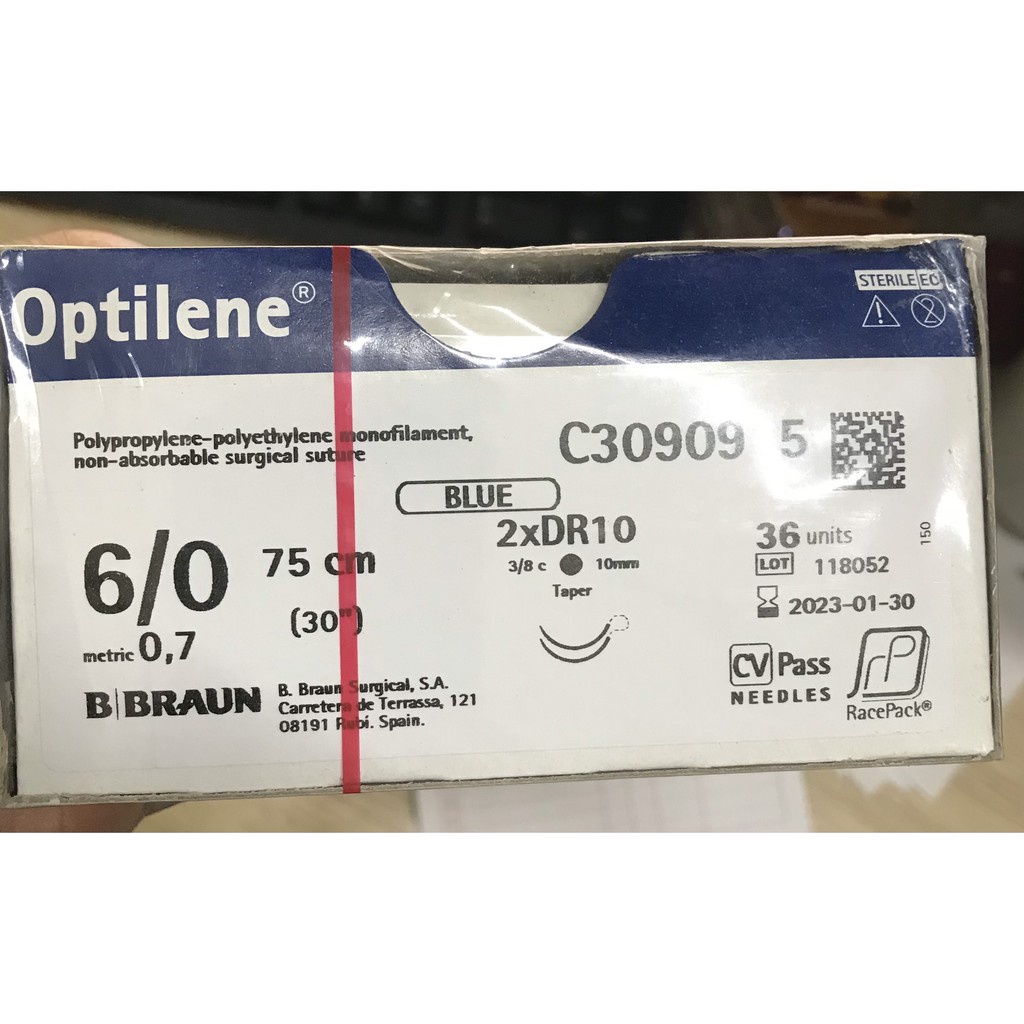 Optilene®
STERILE EO
Polypropylene-polyethylene monofilament,
non-absorbable surgical suture
C30909 5
BLUE
6/0
75 cm
(30")
metric 0,7
2xDR10
3/8 c 10mm
Taper
36 units
LOT 118052
2023-01-30
150
CV Pass
NEEDLES
RacePack®
B|BRAUN
B. Braun Surgical, S.A.
Carretera de Terrassa, 121
08191 Rubí. Spain.